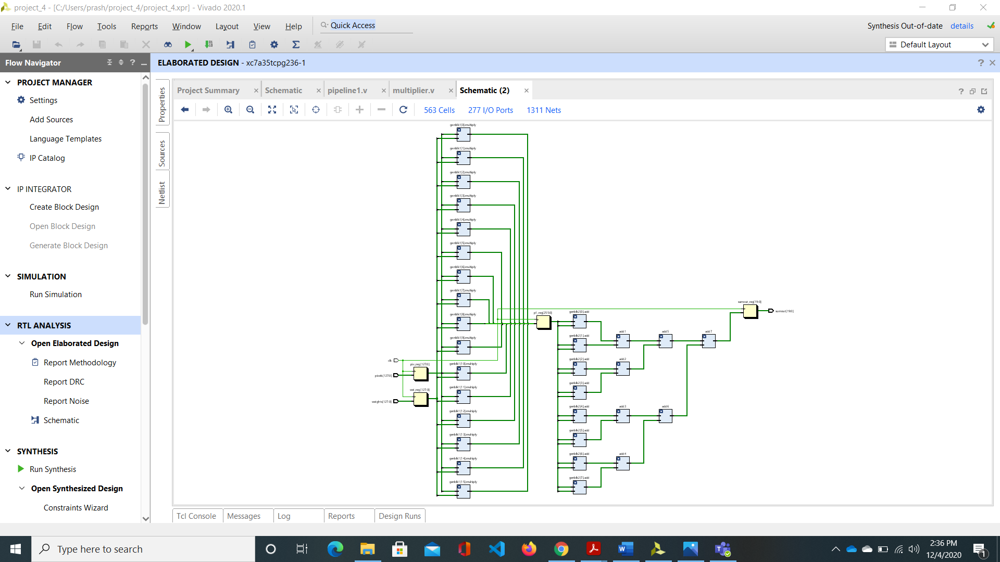 project_4 - [C:/Users/prash/project_4/project_4.xpr] - Vivado 2020.1
File Edit Flow Tools Reports Window Layout View Help Quick Access
Synthesis Out-of-date details
Default Layout
Flow Navigator
ELABORATED DESIGN - xc7a35tcpg236-1
PROJECT MANAGER
Settings
Add Sources
Language Templates
IP Catalog
IP INTEGRATOR
Create Block Design
Open Block Design
Generate Block Design
SIMULATION
Run Simulation
RTL ANALYSIS
Open Elaborated Design
Report Methodology
Report DRC
Report Noise
Schematic
SYNTHESIS
Run Synthesis
Open Synthesized Design
Constraints Wizard
Properties
Sources
Netlist
Project Summary Schematic pipeline1.v multiplier.v Schematic (2)
563 Cells 277 I/O Ports 1311 Nets
genblk1[0].multiply
genblk1[1].multiply
genblk1[2].multiply
genblk1[3].multiply
genblk1[4].multiply
genblk1[5].multiply
genblk1[6].multiply
genblk1[7].multiply
genblk1[8].multiply
genblk1[9].multiply
genblk1[10].multiply
genblk1[11].multiply
genblk1[12].multiply
genblk1[13].multiply
genblk1[14].multiply
genblk1[15].multiply
clk
pixels[127:0]
pix_reg[127:0]
weights[127:0]
wei_reg[127:0]
p1_reg[255:0]
genblk2[0].add
genblk2[1].add
genblk2[2].add
genblk2[3].add
genblk2[4].add
genblk2[5].add
genblk2[6].add
genblk2[7].add
add1
add2
add3
add4
add5
add6
add7
sumout_reg[19:0]
sumout[19:0]
Tcl Console Messages Log Reports Design Runs
Type here to search
2:36 PM
12/4/2020
1